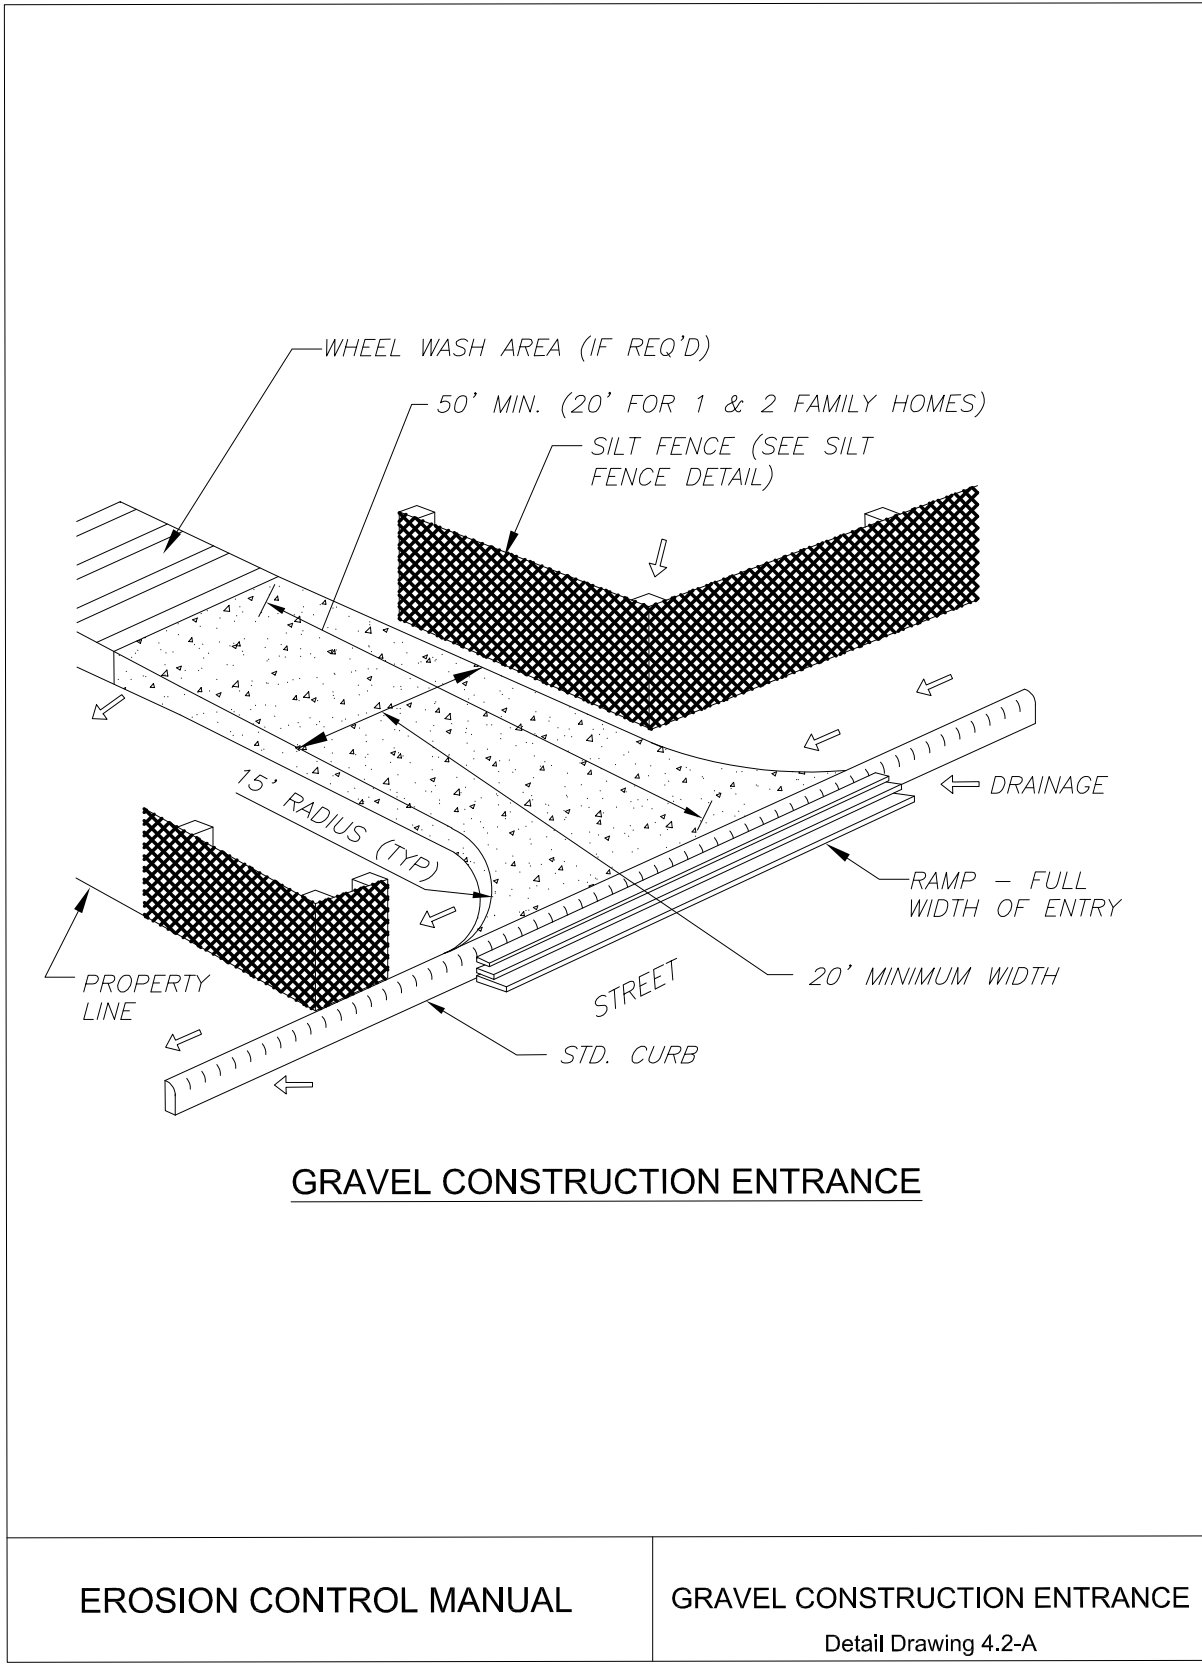 WHEEL WASH AREA (IF REQ'D)
50' MIN. (20' FOR 1 & 2 FAMILY HOMES)
SILT FENCE (SEE SILT
FENCE DETAIL)
15' RADIUS (TYP)
DRAINAGE
RAMP – FULL
WIDTH OF ENTRY
20' MINIMUM WIDTH
PROPERTY
LINE
STREET
STD. CURB
GRAVEL CONSTRUCTION ENTRANCE
EROSION CONTROL MANUAL
GRAVEL CONSTRUCTION ENTRANCE
Detail Drawing 4.2-A